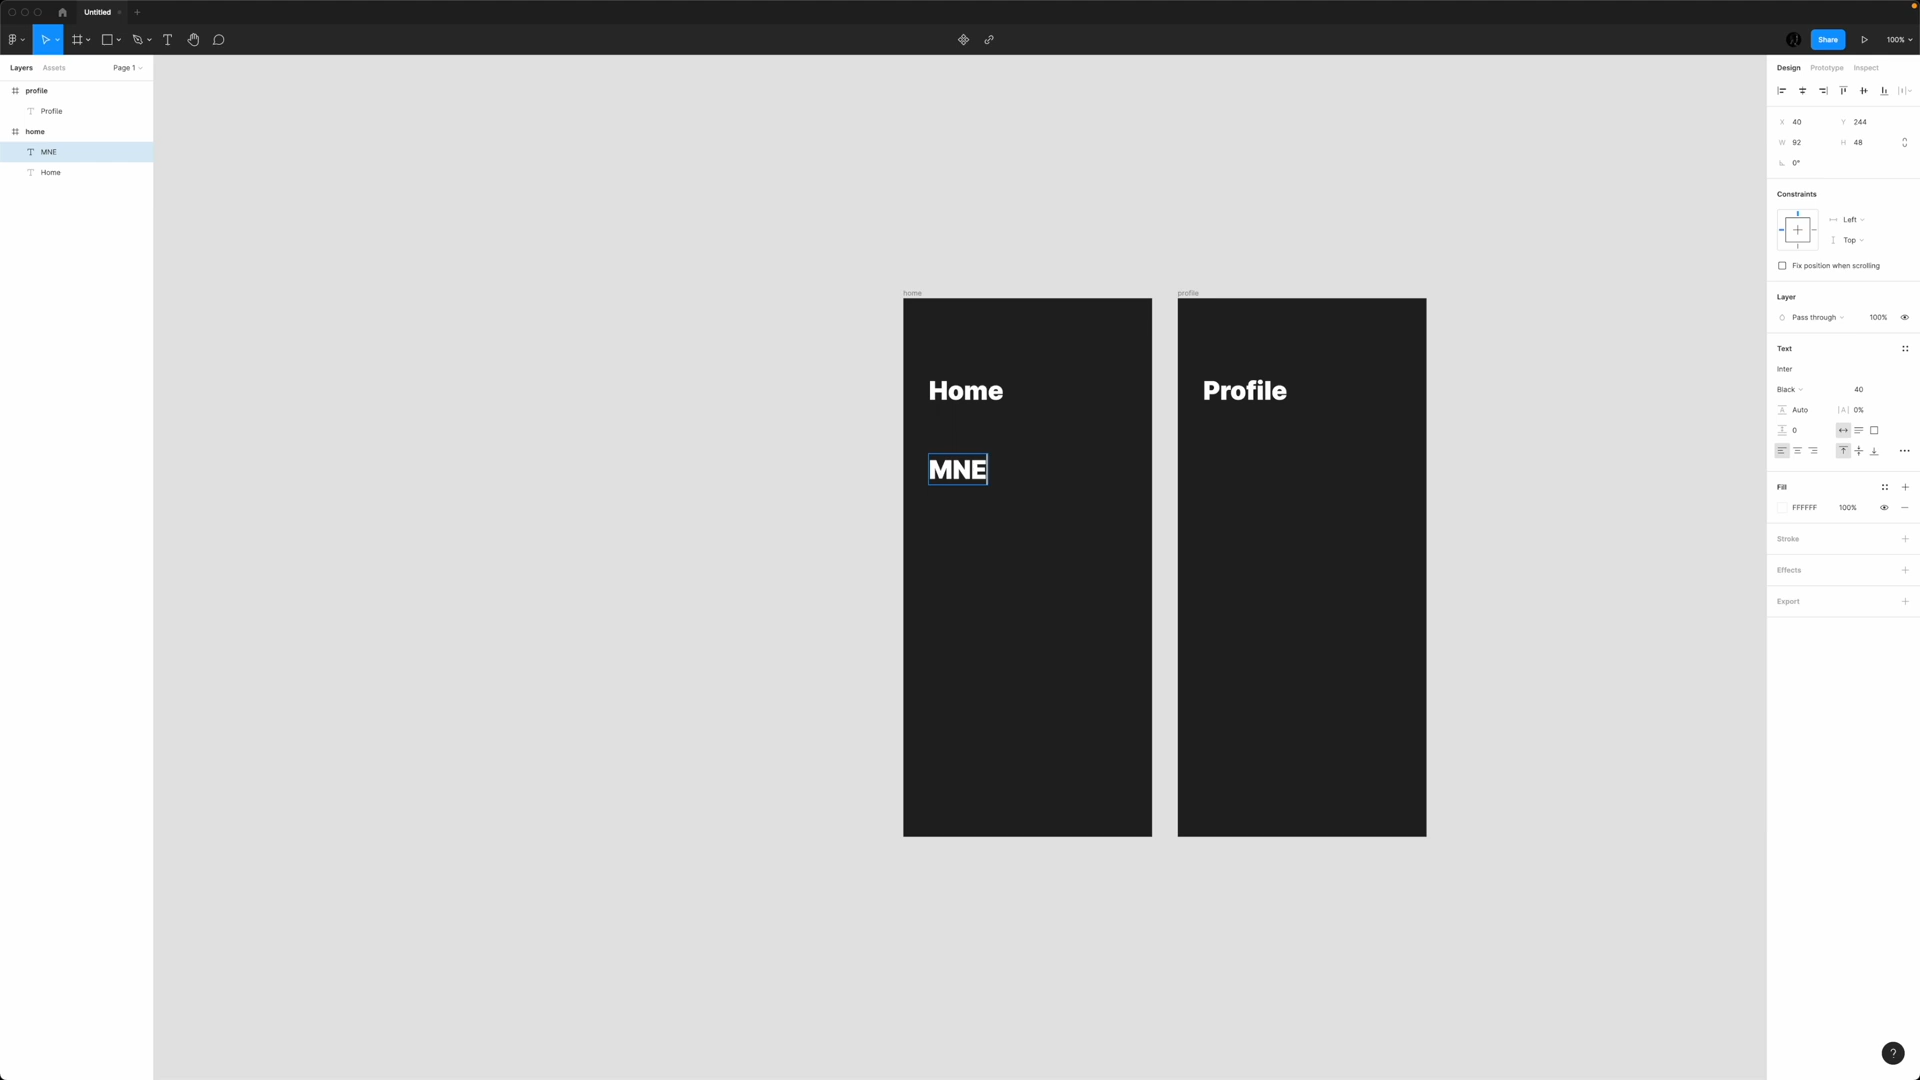 Untitled
Share
100%
Layers
Assets
Page 1
profile
Profile
home
MNE
Home
home
Home
MNE
profile
Profile
Design
Prototype
Inspect
X 40
Y 244
W 92
H 48
0°
Constraints
Left
Top
Fix position when scrolling
Layer
Pass through
100%
Text
Inter
Black
40
Auto
|A| 0%
0
Fill
FFFFFF
100%
Stroke
Effects
Export
?